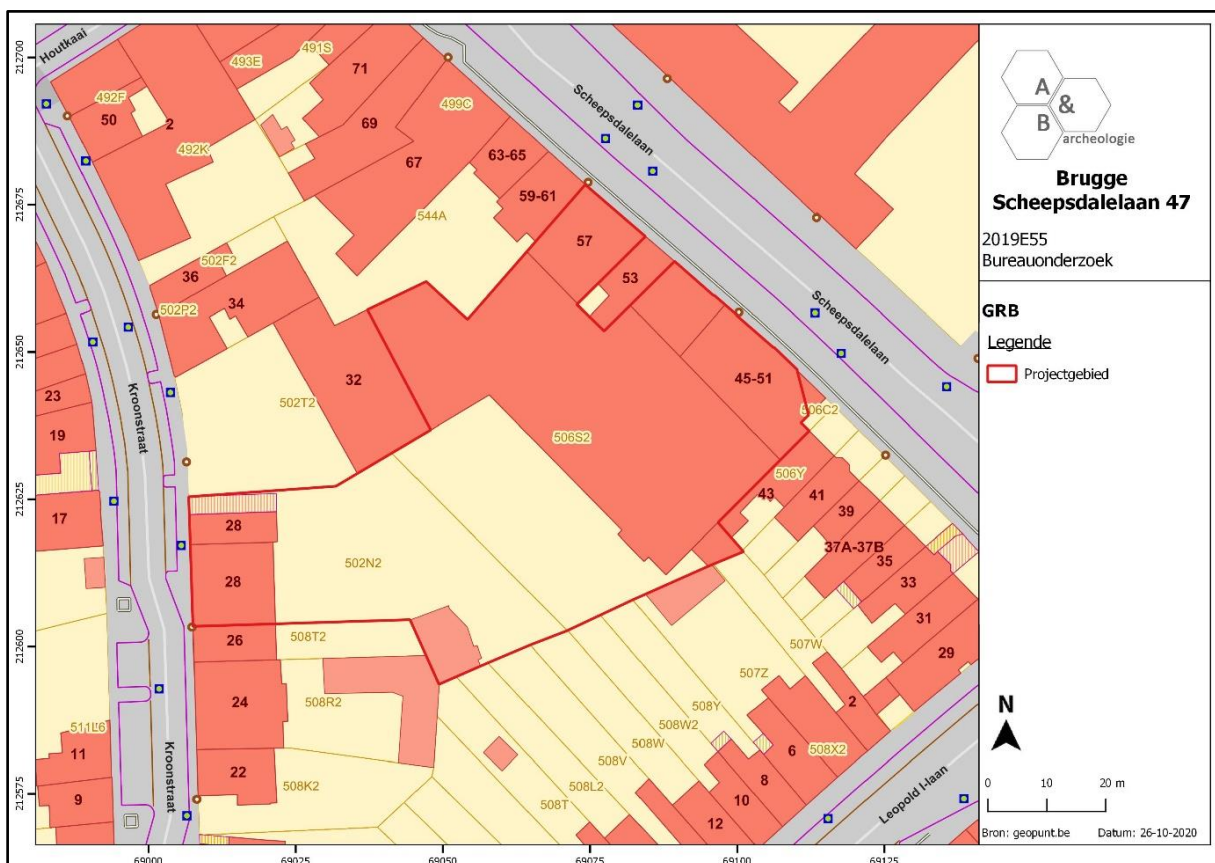 Houtkaai
491S
493E
71
492F
50
2
499C
69
492K
67
63-65
59-61
544A
57
53
502F2
36
502P2
34
32
502T2
45-51
506C2
506S2
506Y
43
41
39
37A-37B
35
33
31
29
Scheepsdalelaan
Scheepsdalelaan
Kroonstraat
23
19
17
28
28
502N2
26
508T2
24
508R2
22
508K2
511L6
11
9
Kroonstraat
507W
507Z
508Y
508W2
508W
508V
508L2
508T
2
6
508X2
8
10
12
Leopold I-laan
212700
212675
212650
212625
212600
212575
69000
69025
69050
69075
69100
69125
A
&
B
archeologie
Brugge
Scheepsdalelaan 47
2019E55
Bureauonderzoek
GRB
Legende
Projectgebied
N
0 10 20 m
Bron: geopunt.be Datum: 26-10-2020